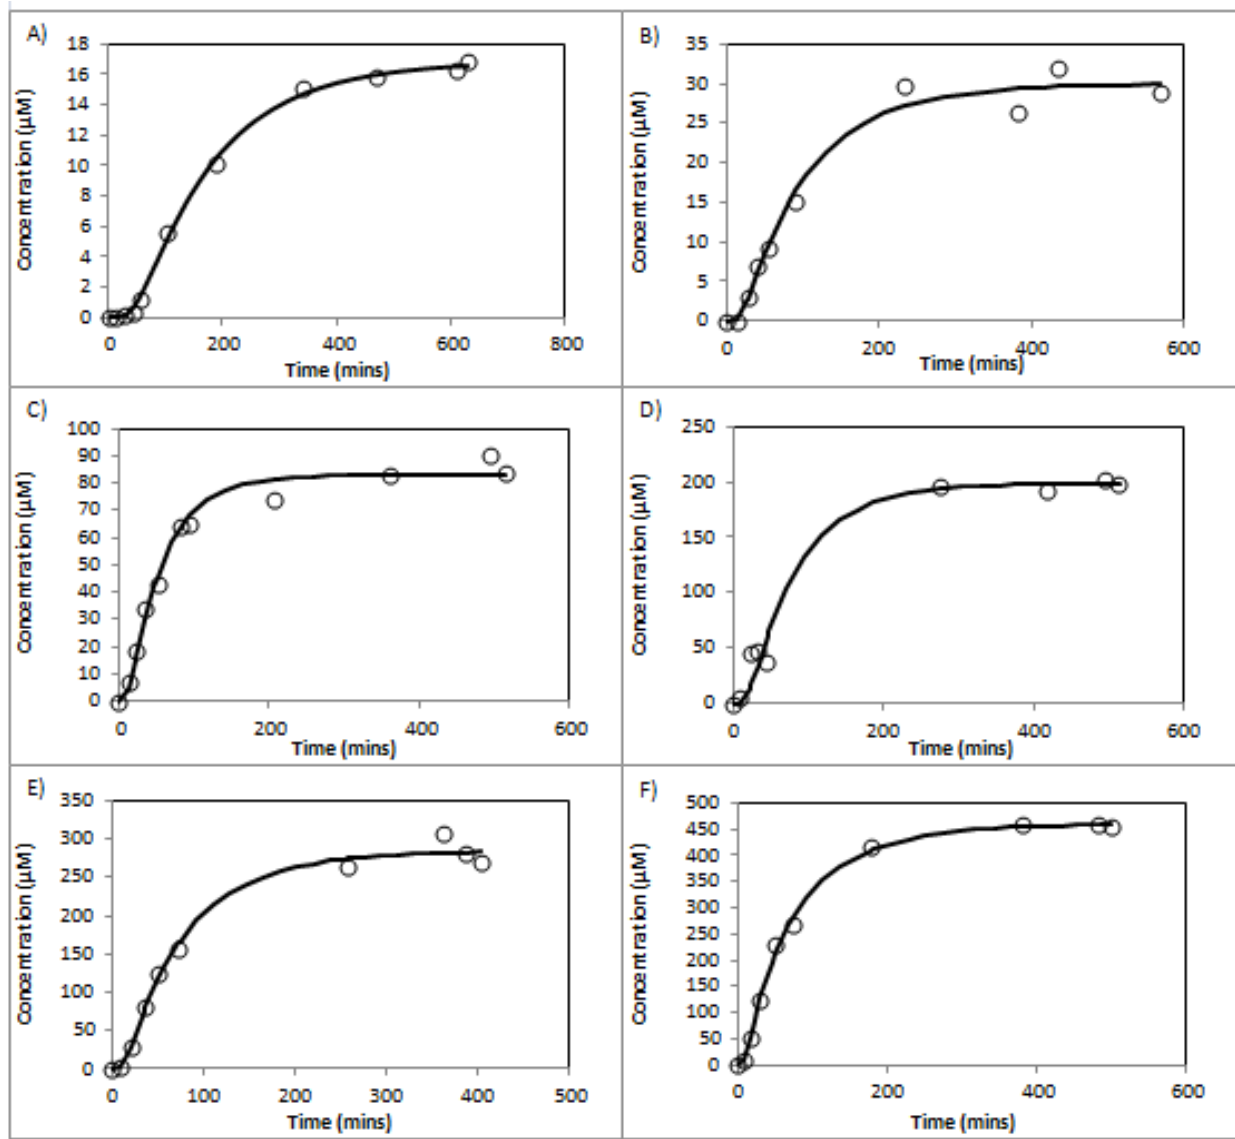 A)
Concentration (µM)
18
16
14
12
10
8
6
4
2
0
0 200 400 600 800
Time (mins)
B)
Concentration (µM)
35
30
25
20
15
10
5
0
0 200 400 600
Time (mins)
C)
Concentration (µM)
100
90
80
70
60
50
40
30
20
10
0
0 200 400 600
Time (mins)
D)
Concentration (µM)
250
200
150
100
50
0
0 200 400 600
Time (mins)
E)
Concentration (µM)
350
300
250
200
150
100
50
0
0 100 200 300 400 500
Time (mins)
F)
Concentration (µM)
500
450
400
350
300
250
200
150
100
50
0
0 200 400 600
Time (mins)